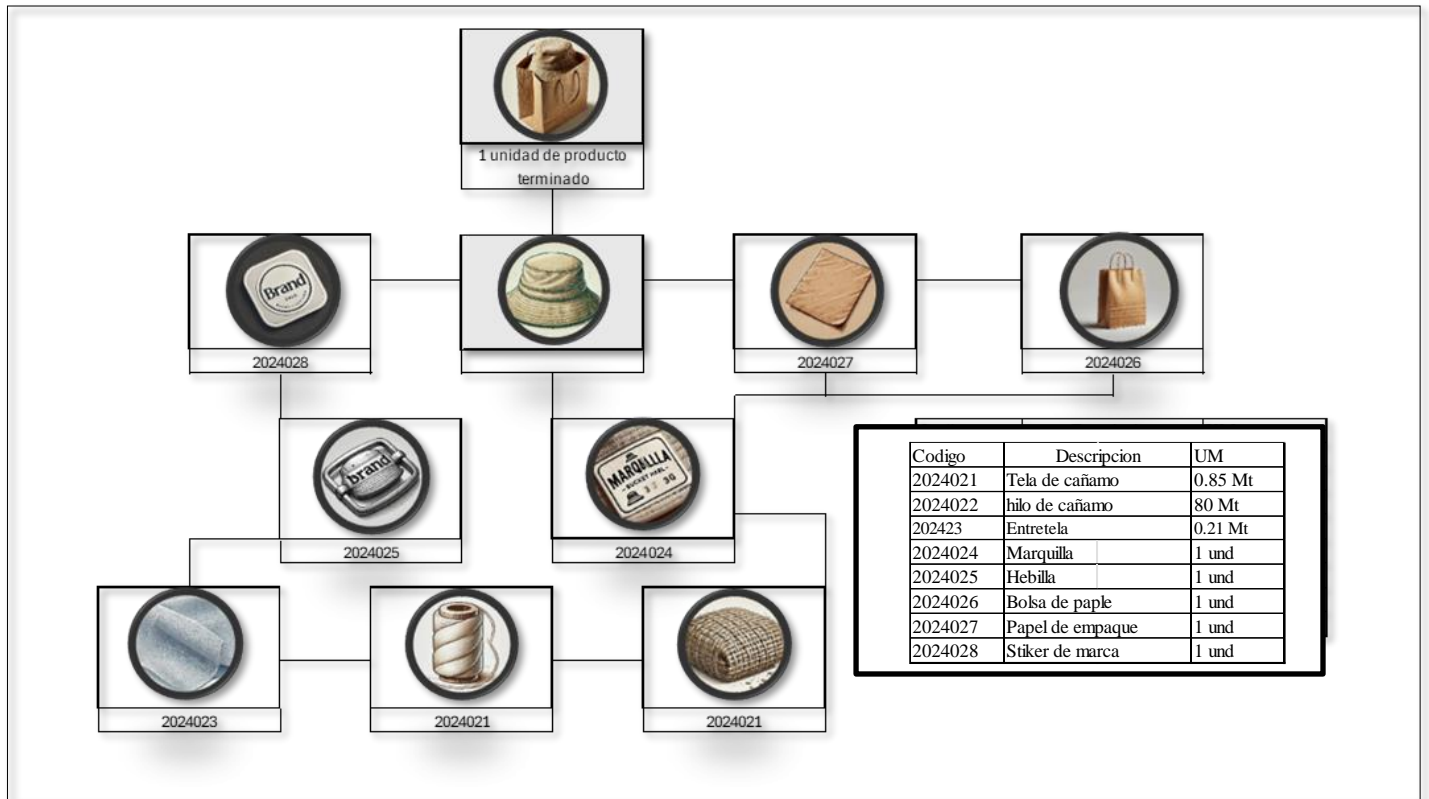 1 unidad de producto
terminado
Brand
2024028
2024027
2024026
brand
2024025
MARQUILLLA
2024024
2024023
2024021
2024021
Codigo Descripcion UM
2024021 Tela de cañamo 0.85 Mt
2024022 hilo de cañamo 80 Mt
202423 Entretela 0.21 Mt
2024024 Marquilla 1 und
2024025 Hebilla 1 und
2024026 Bolsa de paple 1 und
2024027 Papel de empaque 1 und
2024028 Stiker de marca 1 und